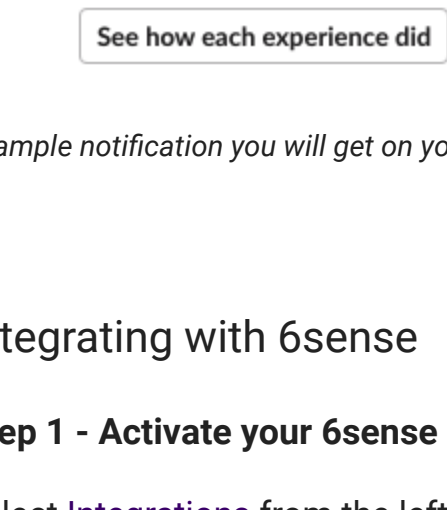 See how each experience did
ample notification you will get on yo
tegrating with 6sense
ep 1 - Activate your 6sense
lect Integrations from the left